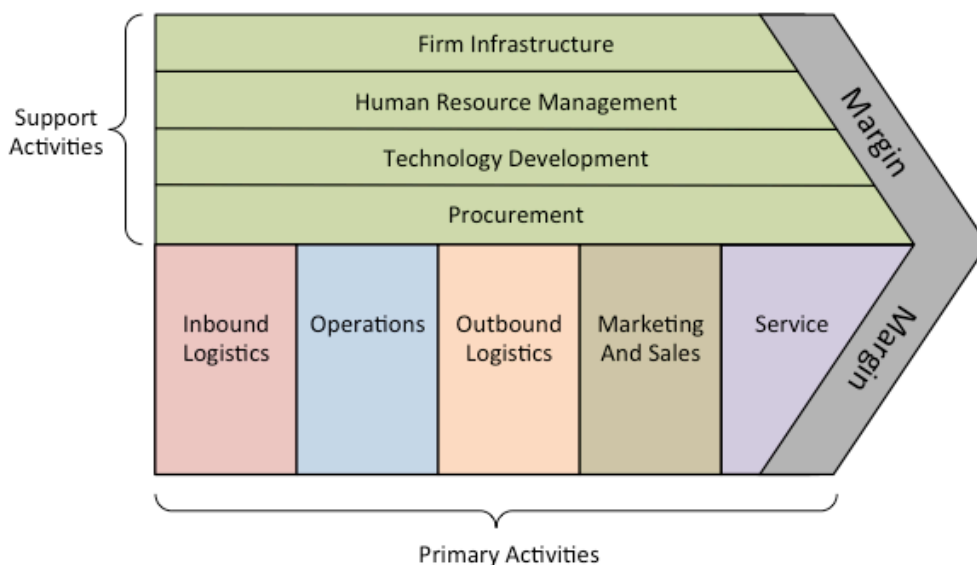 Firm Infrastructure
Human Resource Management
Support
Activities
Technology Development
Procurement
Margin
Inbound
Logistics
Operations
Outbound
Logistics
Marketing
And Sales
Service
Margin
Primary Activities